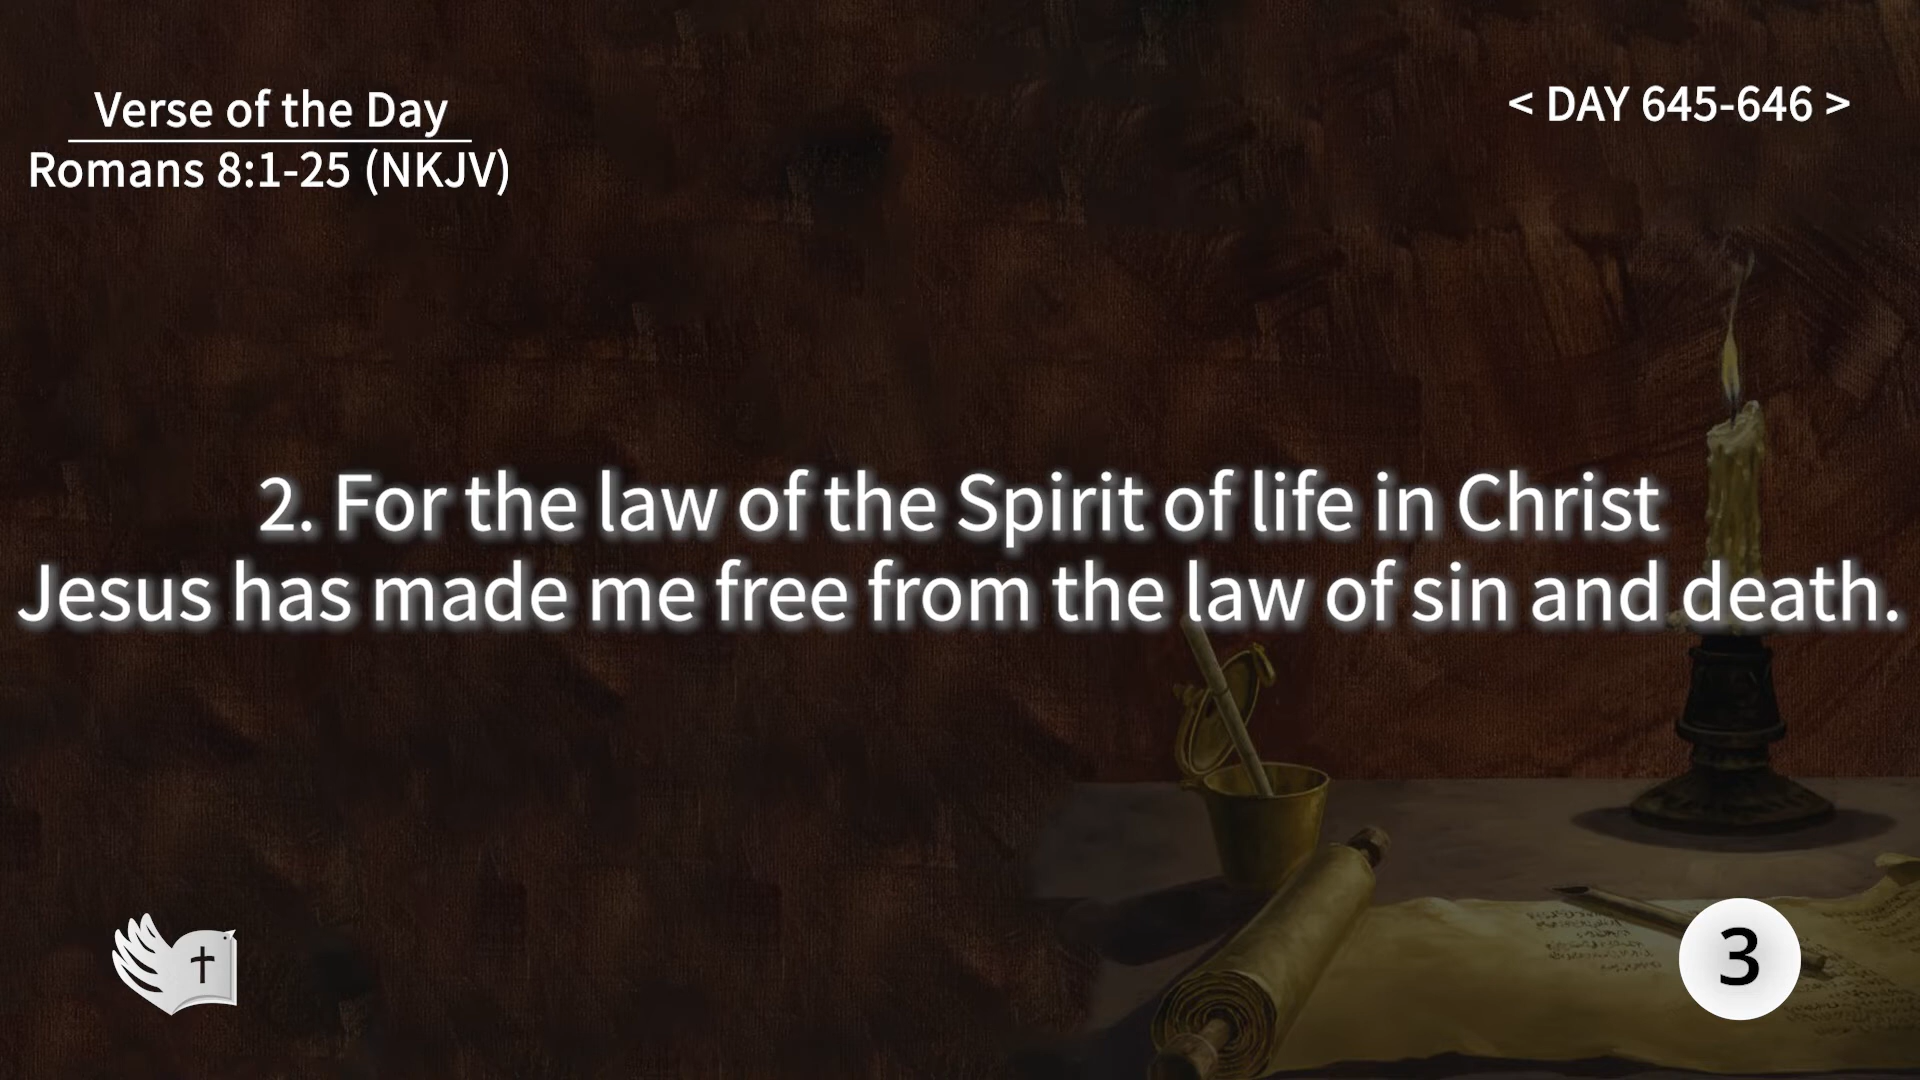 Verse of the Day
Romans 8:1-25 (NKJV)
< DAY 645-646 >
2. For the law of the Spirit of life in Christ
Jesus has made me free from the law of sin and death.
3